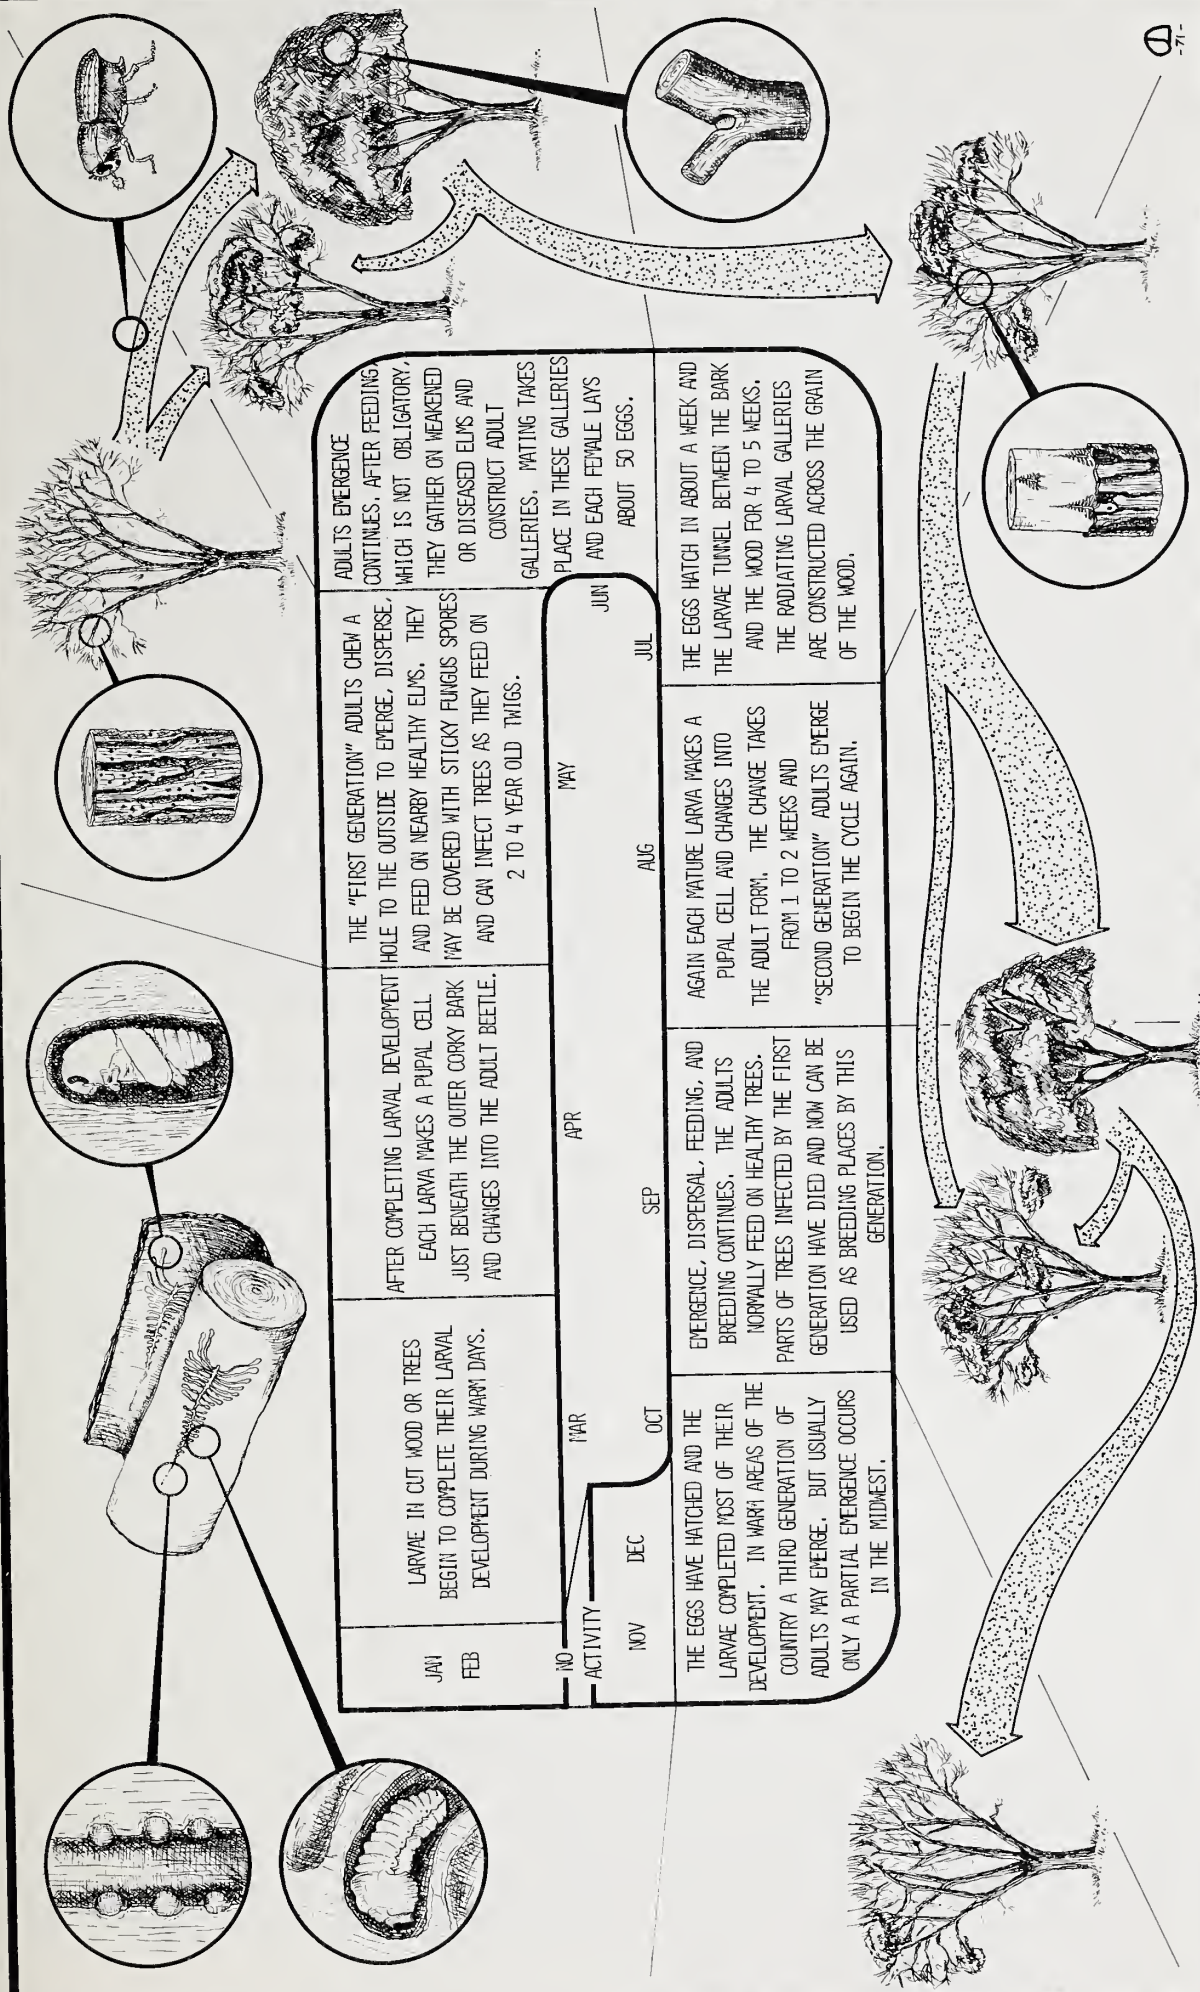 JAN
FEB
LARVAE IN CUT WOOD OR TREES
BEGIN TO COMPLETE THEIR LARVAL
DEVELOPMENT DURING WARM DAYS.
AFTER COMPLETING LARVAL DEVELOPMENT
EACH LARVA MAKES A PUPAL CELL
JUST BENEATH THE OUTER CORKY BARK
AND CHANGES INTO THE ADULT BEETLE.
THE "FIRST GENERATION" ADULTS CHEW A
HOLE TO THE OUTSIDE TO EMERGE, DISPERSE,
AND FEED ON NEARBY HEALTHY ELMS. THEY
MAY BE COVERED WITH STICKY FUNGUS SPORES
AND CAN INFECT TREES AS THEY FEED ON
2 TO 4 YEAR OLD TWIGS.
ADULTS EMERGENCE
CONTINUES. AFTER FEEDING,
WHICH IS NOT OBLIGATORY,
THEY GATHER ON WEAKENED
OR DISEASED ELMS AND
CONSTRUCT ADULT
GALLERIES. MATING TAKES
PLACE IN THESE GALLERIES
AND EACH FEMALE LAYS
ABOUT 50 EGGS.
NO
ACTIVITY
MAR
APR
MAY
JUN
NOV
DEC
OCT
SEP
AUG
JUL
THE EGGS HAVE HATCHED AND THE
LARVAE COMPLETED MOST OF THEIR
DEVELOPMENT. IN WARM AREAS OF THE
COUNTRY A THIRD GENERATION OF
ADULTS MAY EMERGE. BUT USUALLY
ONLY A PARTIAL EMERGENCE OCCURS
IN THE MIDWEST.
EMERGENCE, DISPERSAL, FEEDING, AND
BREEDING CONTINUES. THE ADULTS
NORMALLY FEED ON HEALTHY TREES.
PARTS OF TREES INFECTED BY THE FIRST
GENERATION HAVE DIED AND NOW CAN BE
USED AS BREEDING PLACES BY THIS
GENERATION.
AGAIN EACH MATURE LARVA MAKES A
PUPAL CELL AND CHANGES INTO
THE ADULT FORM. THE CHANGE TAKES
FROM 1 TO 2 WEEKS AND
"SECOND GENERATION" ADULTS EMERGE
TO BEGIN THE CYCLE AGAIN.
THE EGGS HATCH IN ABOUT A WEEK AND
THE LARVAE TUNNEL BETWEEN THE BARK
AND THE WOOD FOR 4 TO 5 WEEKS.
THE RADIATING LARVAL GALLERIES
ARE CONSTRUCTED ACROSS THE GRAIN
OF THE WOOD.
-71-